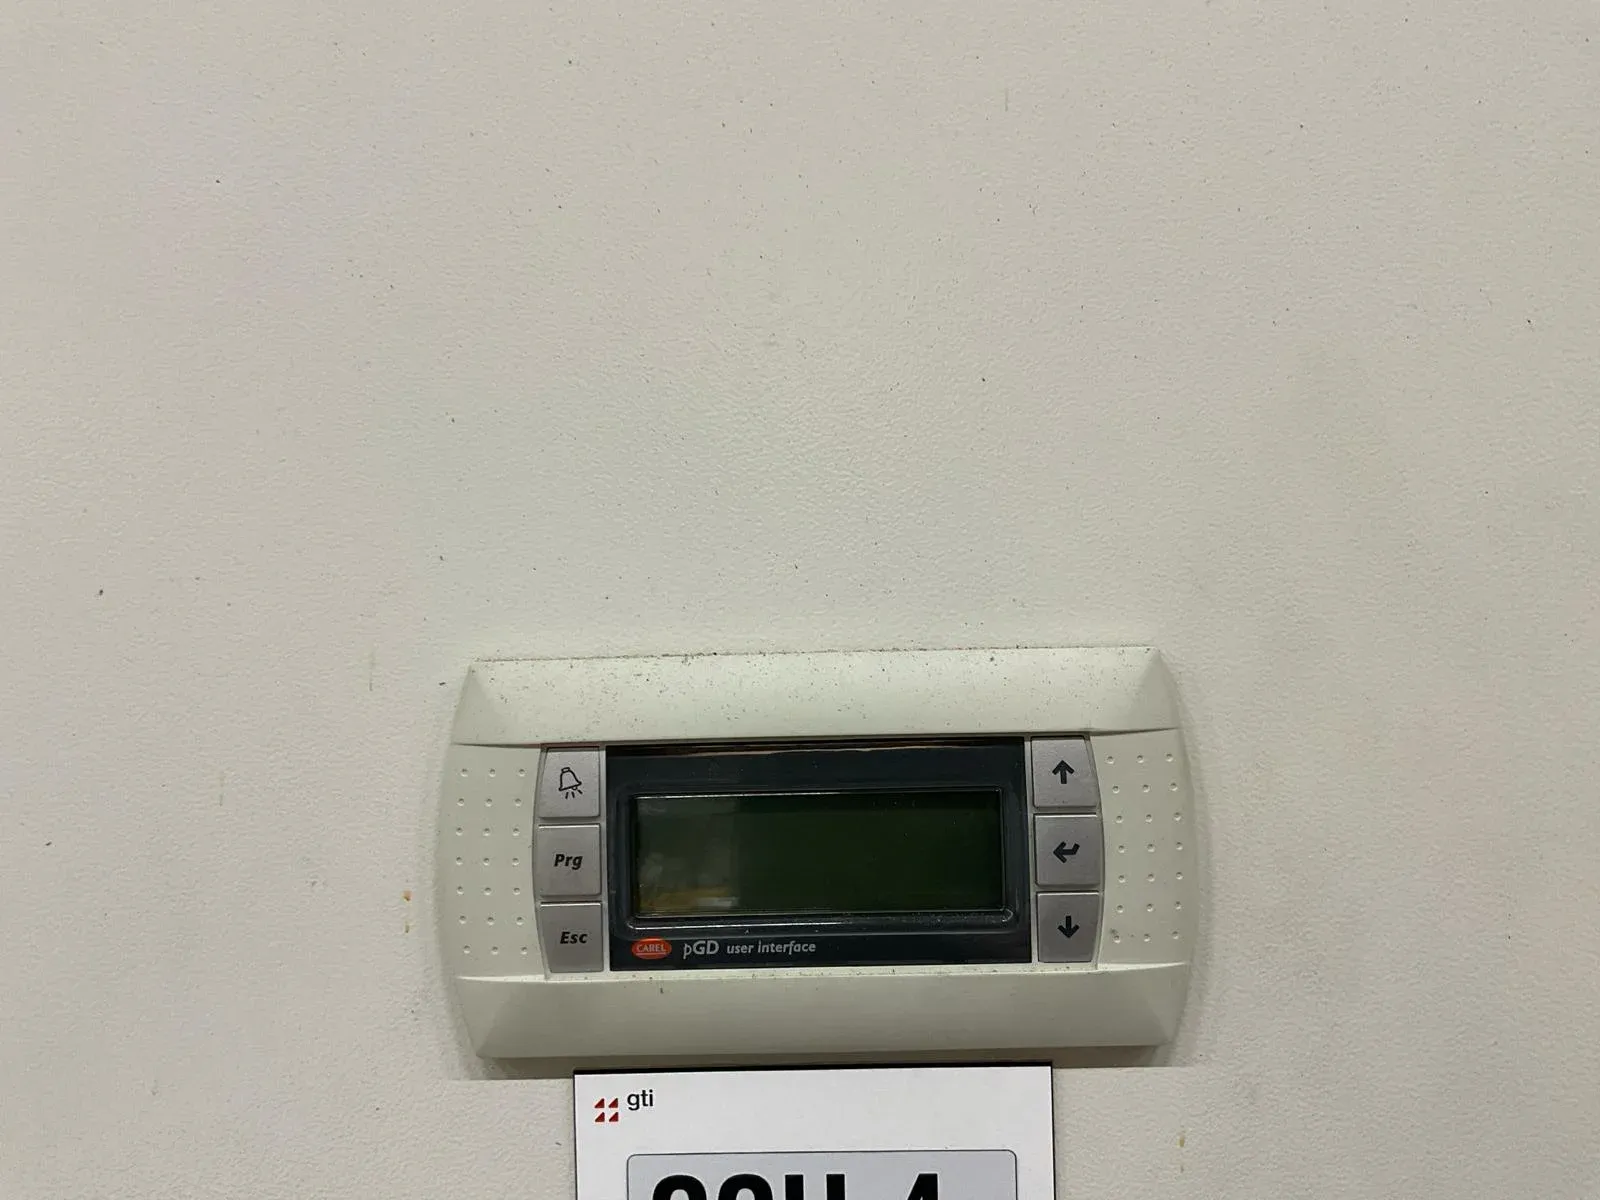 Prg
Esc
CAREL pGD user interface
gti